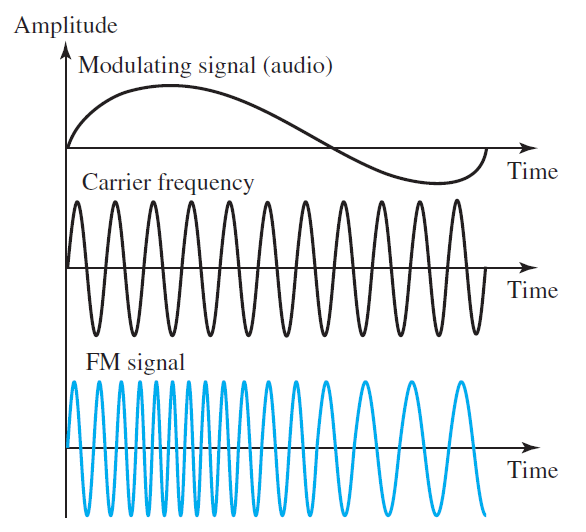 Amplitude
Modulating signal (audio)
Time
Carrier frequency
Time
FM signal
Time